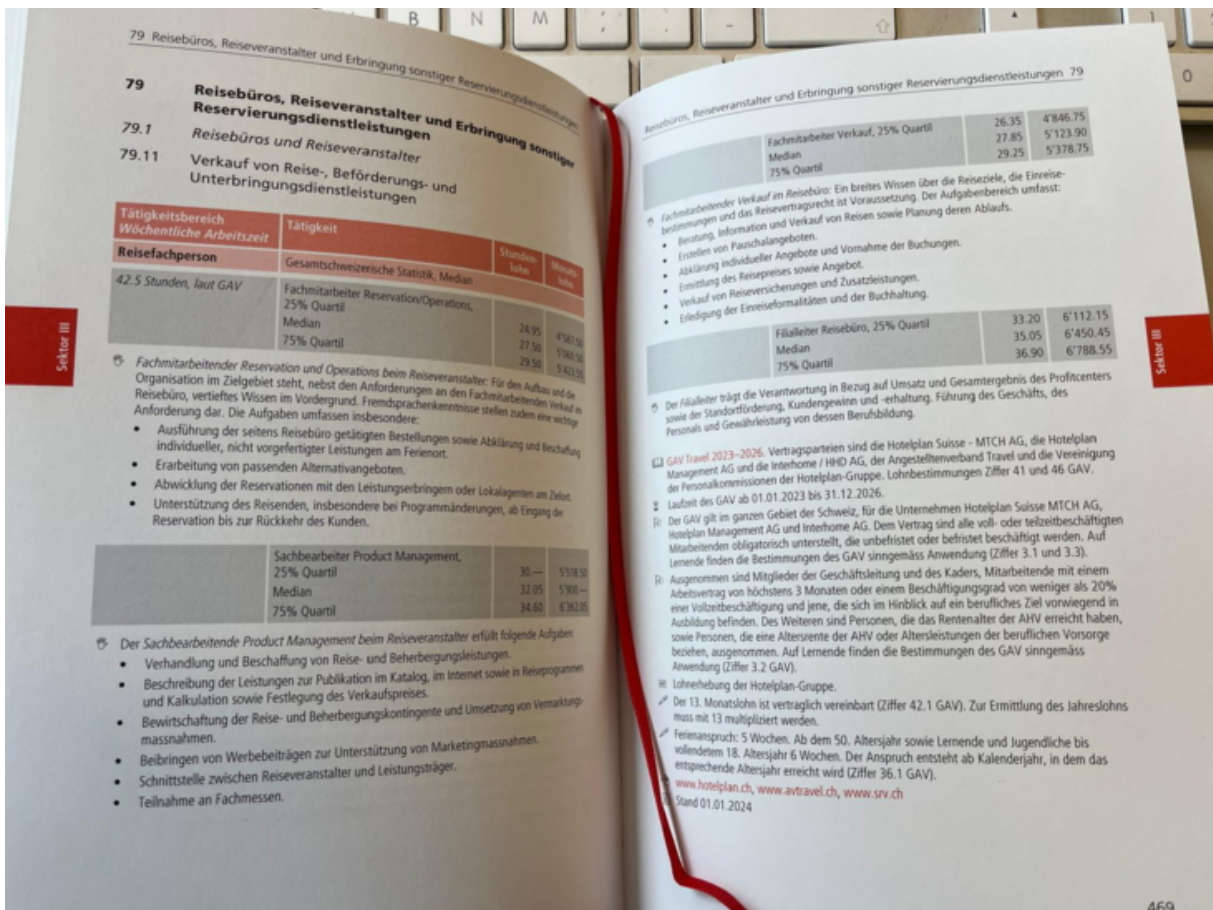 B N M ; : _ -
79 Reisebüros, Reiseveranstalter und Erbringung sonstiger Reservierungsdienstleistungen
79 Reisebüros, Reiseveranstalter und Erbringung sonstiger
Reservierungsdienstleistungen
79.1 Reisebüros und Reiseveranstalter
79.11 Verkauf von Reise-, Beförderungs- und
Unterbringungsdienstleistungen
Tätigkeitsbereich Tätigkeit Stunden- Monats-
Wöchentliche Arbeitszeit lohn lohn
Reisefachperson Gesamtschweizerische Statistik, Median
42.5 Stunden, laut GAV Fachmitarbeiter Reservation/Operations,
25% Quartil 24.95 4'587.50
Median 27.50 5'060.50
75% Quartil 29.50 5'423.55
Fachmitarbeitender Reservation und Operations beim Reiseveranstalter: Für den Aufbau und die
Organisation im Zielgebiet steht, nebst den Anforderungen an den Fachmitarbeitenden Verkauf im
Reisebüro, vertieftes Wissen im Vordergrund. Fremdsprachenkenntnisse stellen zudem eine wichtige
Anforderung dar. Die Aufgaben umfassen insbesondere:
• Ausführung der seitens Reisebüro getätigten Bestellungen sowie Abklärung und Beschaffung
individueller, nicht vorgefertigter Leistungen am Ferienort.
• Erarbeitung von passenden Alternativangeboten.
• Abwicklung der Reservationen mit den Leistungserbringern oder Lokalagenten am Zielort.
• Unterstützung des Reisenden, insbesondere bei Programmänderungen, ab Eingang der
Reservation bis zur Rückkehr des Kunden.
Sachbearbeiter Product Management,
25% Quartil 30.— 5'518.50
Median 32.05 5'900.—
75% Quartil 34.60 6'362.05
Der Sachbearbeitende Product Management beim Reiseveranstalter erfüllt folgende Aufgaben:
• Verhandlung und Beschaffung von Reise- und Beherbergungsleistungen.
• Beschreibung der Leistungen zur Publikation im Katalog, im Internet sowie in Reiseprogrammen
und Kalkulation sowie Festlegung des Verkaufspreises.
• Bewirtschaftung der Reise- und Beherbergungskontingente und Umsetzung von Vermarktungs-
massnahmen.
• Beibringen von Werbebeiträgen zur Unterstützung von Marketingmassnahmen.
• Schnittstelle zwischen Reiseveranstalter und Leistungsträger.
• Teilnahme an Fachmessen.
Sektor III
Reisebüros, Reiseveranstalter und Erbringung sonstiger Reservierungsdienstleistungen 79
Fachmitarbeiter Verkauf, 25% Quartil 26.35 4'846.75
Median 27.85 5'123.90
75% Quartil 29.25 5'378.75
Fachmitarbeitender Verkauf im Reisebüro: Ein breites Wissen über die Reiseziele, die Einreise-
bestimmungen und das Reisevertragsrecht ist Voraussetzung. Der Aufgabenbereich umfasst:
• Beratung, Information und Verkauf von Reisen sowie Planung deren Ablaufs.
• Erstellen von Pauschalangeboten.
• Abklärung individueller Angebote und Vornahme der Buchungen.
• Ermittlung des Reisepreises sowie Angebot.
• Verkauf von Reiseversicherungen und Zusatzleistungen.
• Erledigung der Einreiseformalitäten und der Buchhaltung.
Filialleiter Reisebüro, 25% Quartil 33.20 6'112.15
Median 35.05 6'450.45
75% Quartil 36.90 6'788.55
Der Filialleiter trägt die Verantwortung in Bezug auf Umsatz und Gesamtergebnis des Profitcenters
sowie der Standortförderung, Kundengewinn und -erhaltung. Führung des Geschäfts, des
Personals und Gewährleistung von dessen Berufsbildung.
GAV Travel 2023–2026. Vertragsparteien sind die Hotelplan Suisse - MTCH AG, die Hotelplan
Management AG und die Interhome / HHD AG, der Angestelltenverband Travel und die Vereinigung
der Personalkommissionen der Hotelplan-Gruppe. Lohnbestimmungen Ziffer 41 und 46 GAV.
Laufzeit des GAV ab 01.01.2023 bis 31.12.2026.
Der GAV gilt im ganzen Gebiet der Schweiz, für die Unternehmen Hotelplan Suisse MTCH AG,
Hotelplan Management AG und Interhome AG. Dem Vertrag sind alle voll- oder teilzeitbeschäftigten
Mitarbeitenden obligatorisch unterstellt, die unbefristet oder befristet beschäftigt werden. Auf
Lernende finden die Bestimmungen des GAV sinngemäss Anwendung (Ziffer 3.1 und 3.3).
Ausgenommen sind Mitglieder der Geschäftsleitung und des Kaders, Mitarbeitende mit einem
Arbeitsvertrag von höchstens 3 Monaten oder einem Beschäftigungsgrad von weniger als 20%
einer Vollzeitbeschäftigung und jene, die sich im Hinblick auf ein berufliches Ziel vorwiegend in
Ausbildung befinden. Des Weiteren sind Personen, die das Rentenalter der AHV erreicht haben,
sowie Personen, die eine Altersrente der AHV oder Altersleistungen der beruflichen Vorsorge
beziehen, ausgenommen. Auf Lernende finden die Bestimmungen des GAV sinngemäss
Anwendung (Ziffer 3.2 GAV).
Lohnerhebung der Hotelplan-Gruppe.
Der 13. Monatslohn ist vertraglich vereinbart (Ziffer 42.1 GAV). Zur Ermittlung des Jahreslohns
muss mit 13 multipliziert werden.
Ferienanspruch: 5 Wochen. Ab dem 50. Altersjahr sowie Lernende und Jugendliche bis
vollendetem 18. Altersjahr 6 Wochen. Der Anspruch entsteht ab Kalenderjahr, in dem das
entsprechende Altersjahr erreicht wird (Ziffer 36.1 GAV).
www.hotelplan.ch, www.avtravel.ch, www.srv.ch
Stand 01.01.2024
Sektor III
469